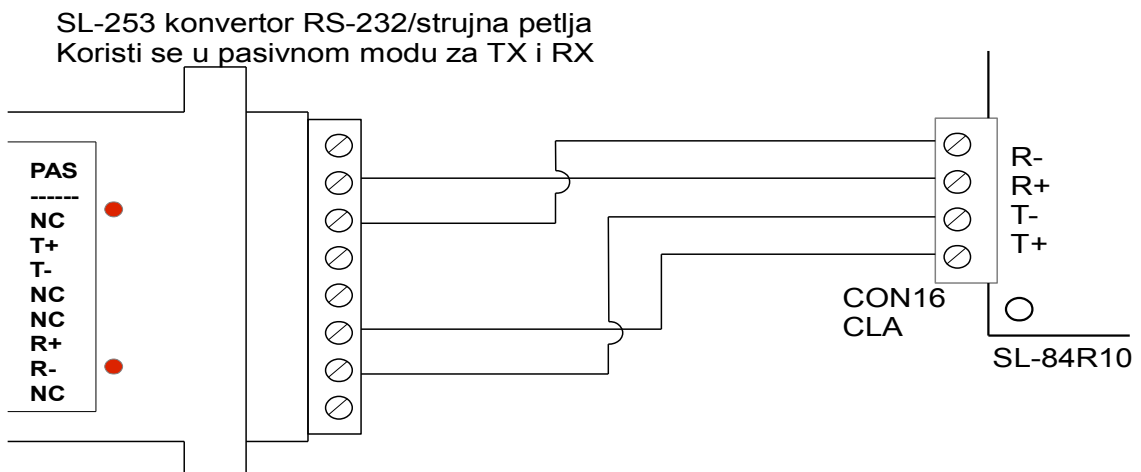 SL-253 konvertor RS-232/strujna petlja
Koristi se u pasivnom modu za TX i RX
PAS
------
NC
T+
T-
NC
NC
R+
R-
NC
R-
R+
T-
T+
CON16
CLA
SL-84R10